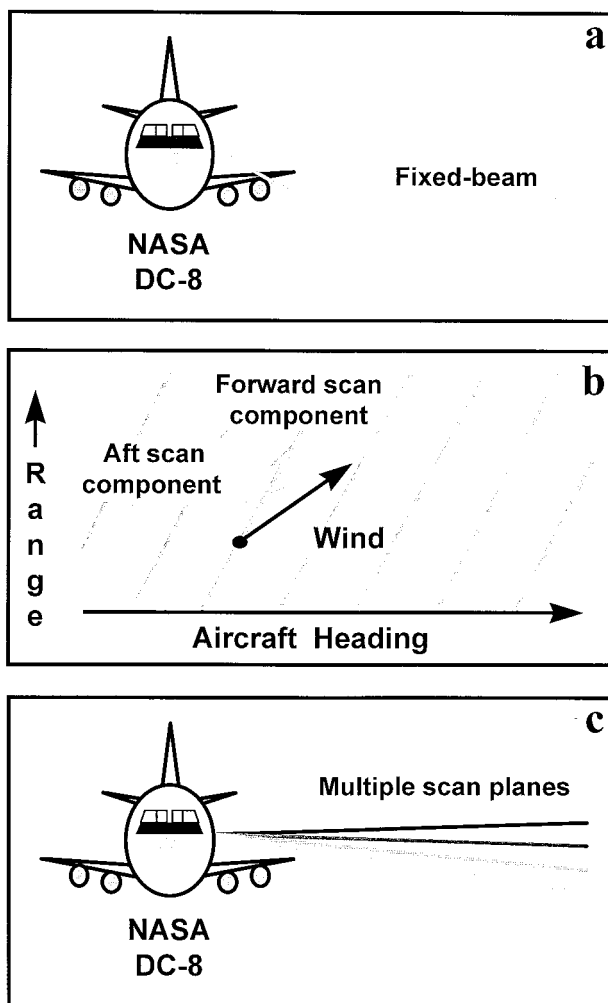 a
Fixed-beam
NASA
DC-8
b
Forward scan
component
Aft scan
component
Wind
Range
Aircraft Heading
c
Multiple scan planes
NASA
DC-8